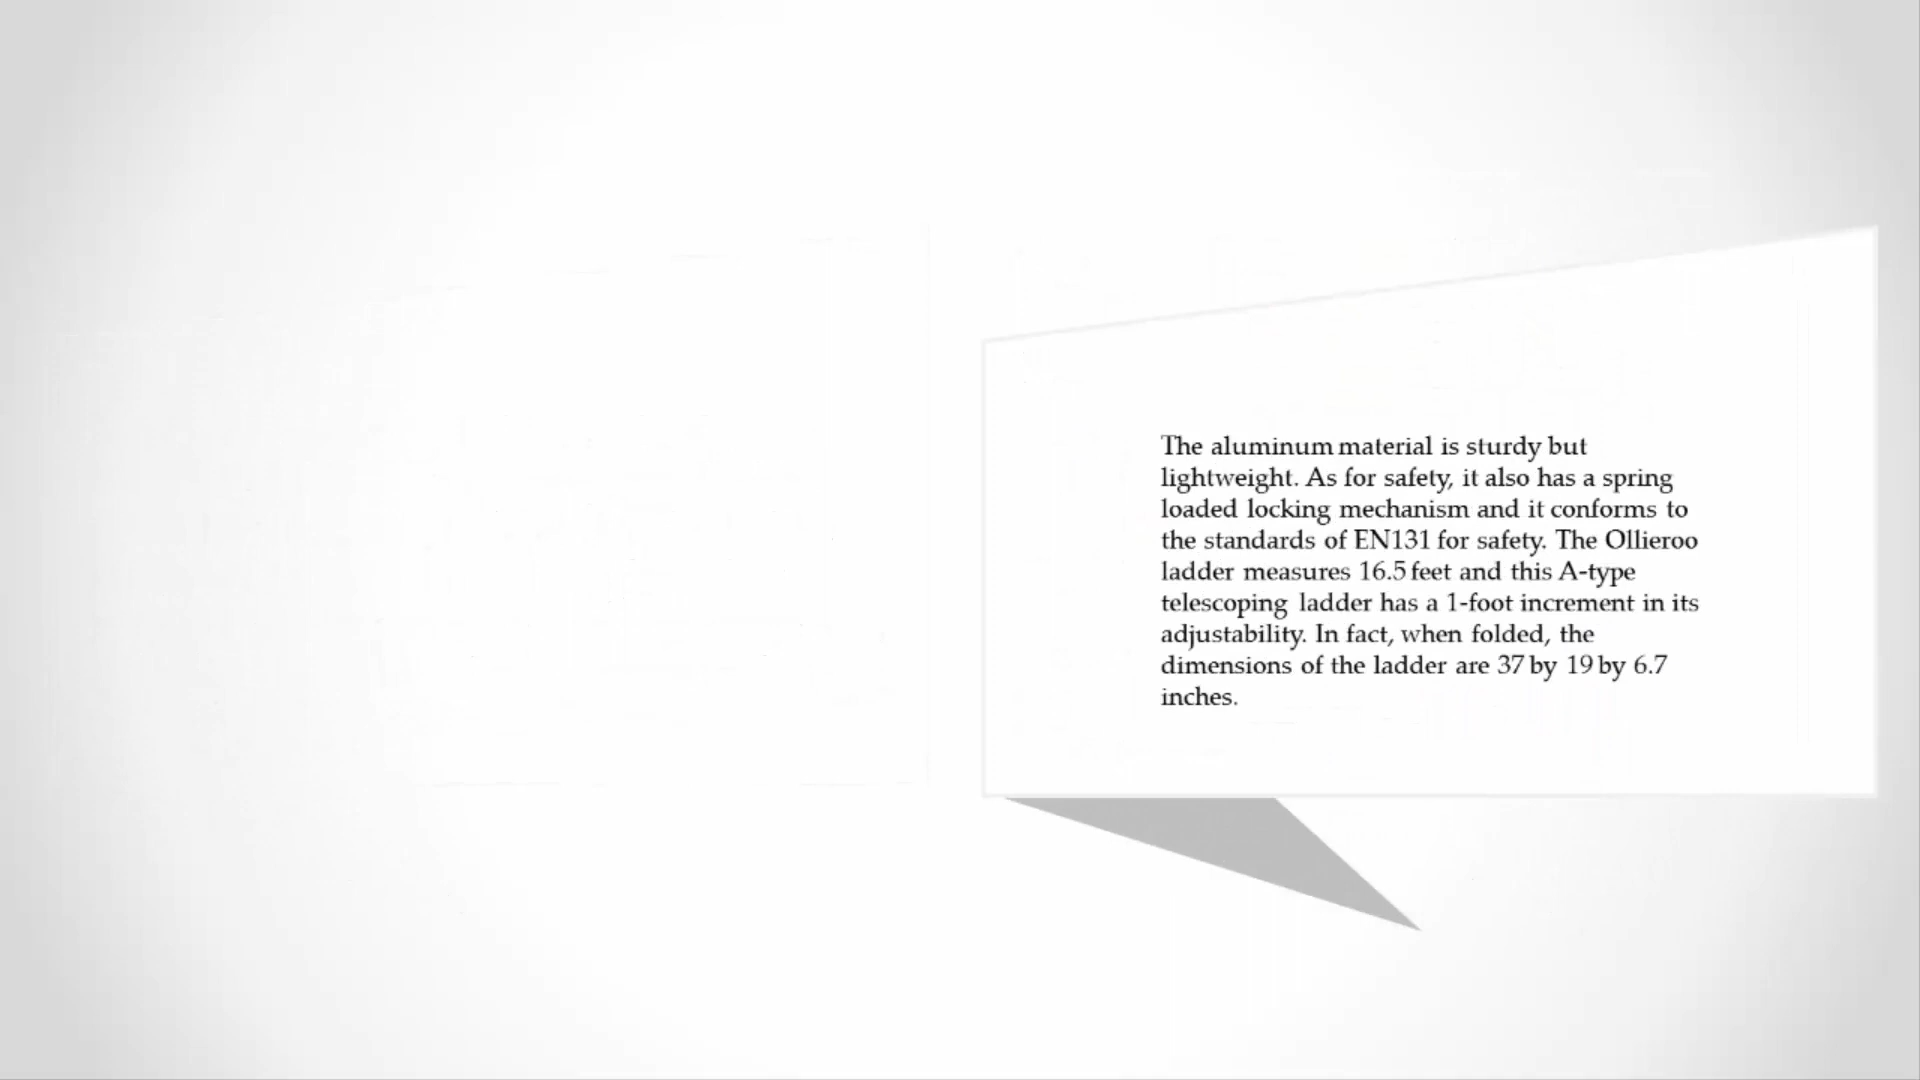 The aluminum material is sturdy but
lightweight. As for safety, it also has a spring
loaded locking mechanism and it conforms to
the standards of EN131 for safety. The Ollieroo
ladder measures 16.5 feet and this A-type
telescoping ladder has a 1-foot increment in its
adjustability. In fact, when folded, the
dimensions of the ladder are 37 by 19 by 6.7
inches.